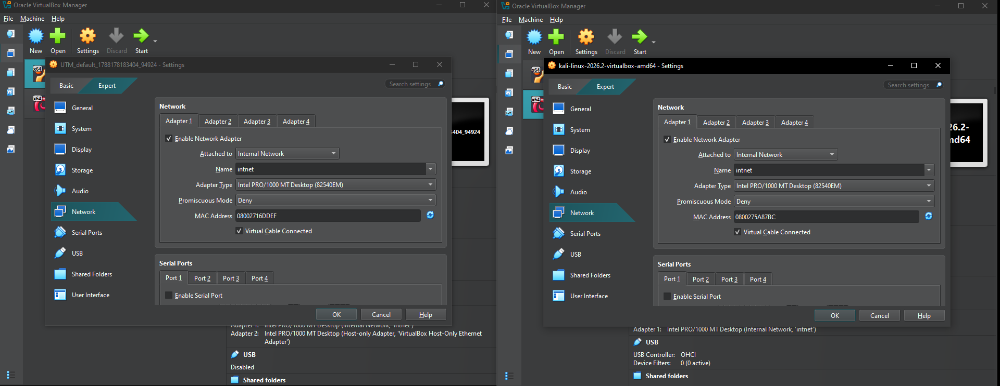 Oracle VirtualBox Manager
File Machine Help
New Open Settings Discard Start
x64
x64
UTM_default_1788178183404_94924 - Settings
Basic Expert
Search settings
General
System
Display
Storage
Audio
Network
Serial Ports
USB
Shared Folders
User Interface
Network
Adapter 1 Adapter 2 Adapter 3 Adapter 4
Enable Network Adapter
Attached to Internal Network
Name intnet
Adapter Type Intel PRO/1000 MT Desktop (82540EM)
Promiscuous Mode Deny
MAC Address 08002716DDEF
Virtual Cable Connected
Serial Ports
Port 1 Port 2 Port 3 Port 4
Enable Serial Port
OK Cancel Help
3404_94924
Adapter 1: Intel PRO/1000 MT Desktop (Internal Network, 'intnet')
Adapter 2: Intel PRO/1000 MT Desktop (Host-only Adapter, 'VirtualBox Host-Only Ethernet
Adapter')
USB
Disabled
Shared folders
Oracle VirtualBox Manager
File Machine Help
New Open Settings Discard Start
x64
x64
kali-linux-2026.2-virtualbox-amd64 - Settings
Basic Expert
Search settings
General
System
Display
Storage
Audio
Network
Serial Ports
USB
Shared Folders
User Interface
Network
Adapter 1 Adapter 2 Adapter 3 Adapter 4
Enable Network Adapter
Attached to Internal Network
Name intnet
Adapter Type Intel PRO/1000 MT Desktop (82540EM)
Promiscuous Mode Deny
MAC Address 0800275A87BC
Virtual Cable Connected
Serial Ports
Port 1 Port 2 Port 3 Port 4
Enable Serial Port
OK Cancel Help
26.2-
md64
Adapter 1: Intel PRO/1000 MT Desktop (Internal Network, 'intnet')
USB
USB Controller: OHCI
Device Filters: 0 (0 active)
Shared folders